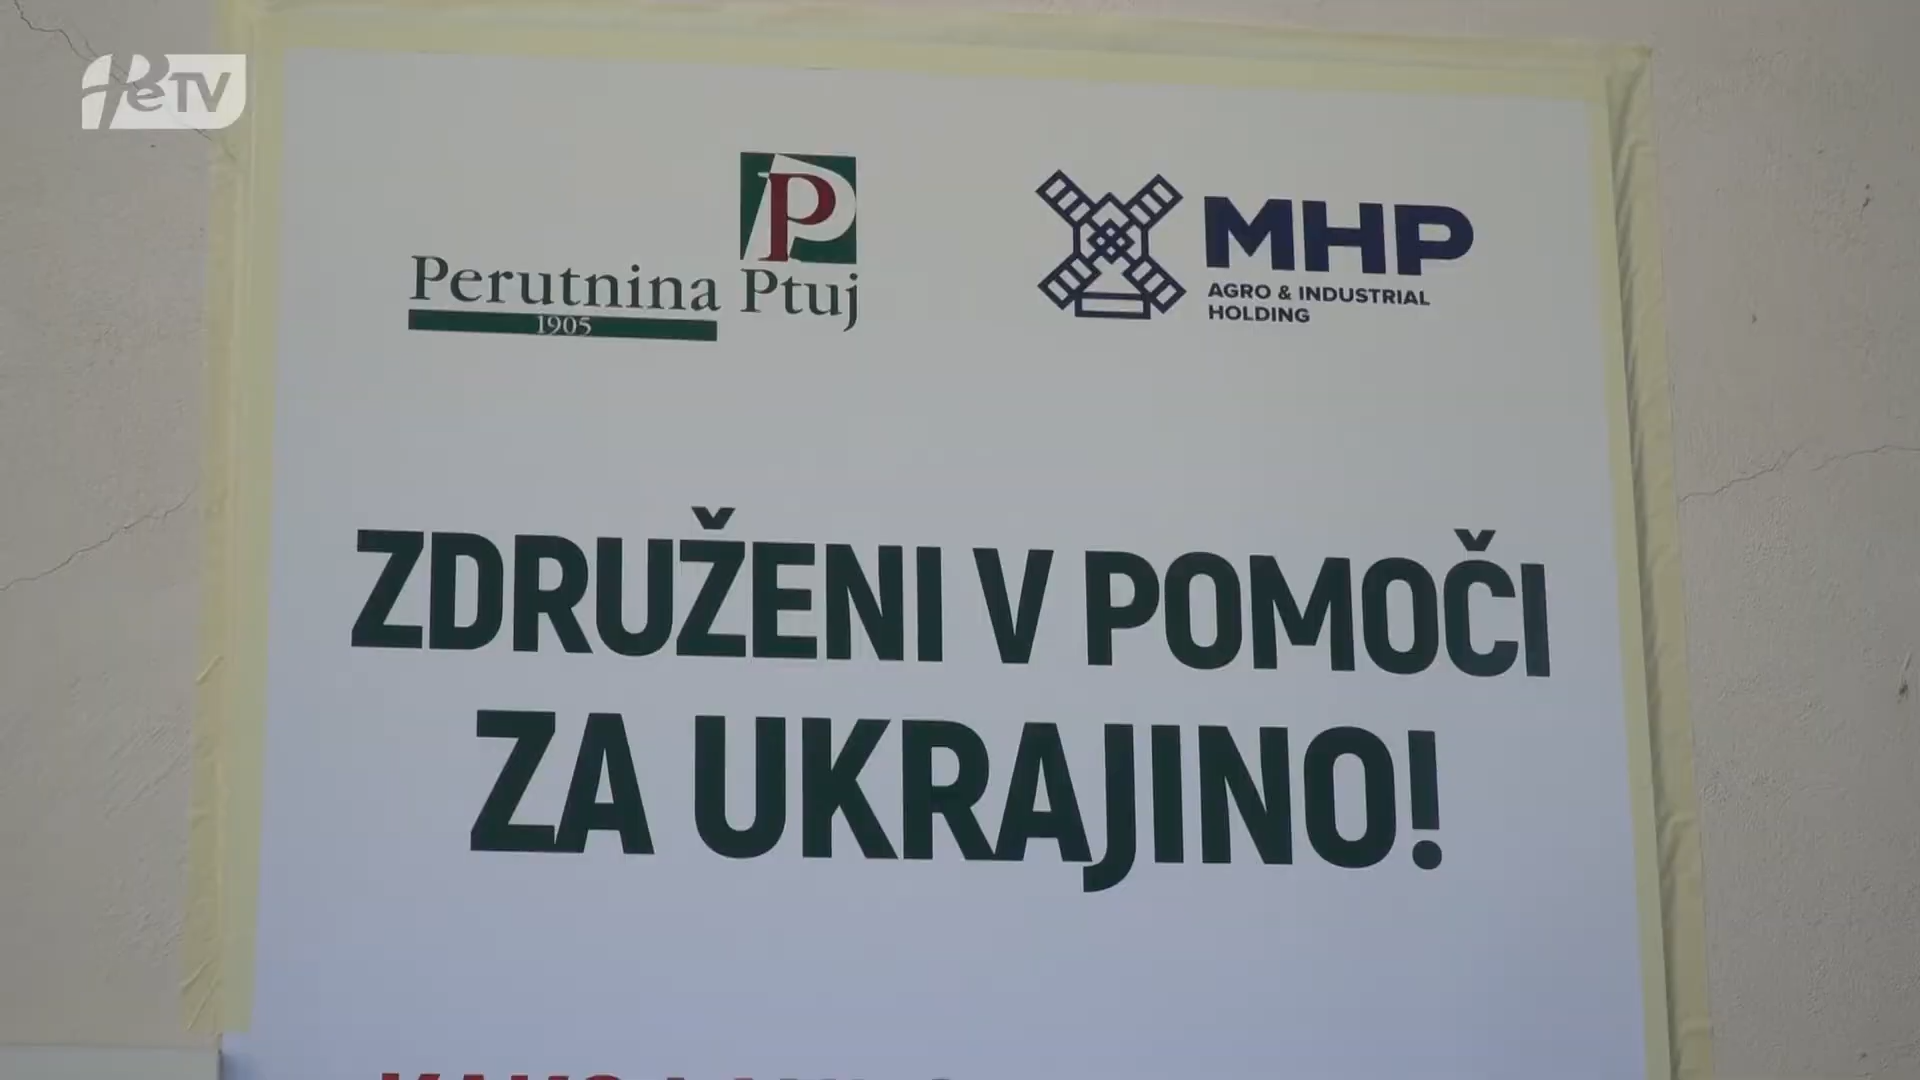 PeTV
Perutnina Ptuj
1905
MHP
AGRO & INDUSTRIAL
HOLDING
ZDRUŽENI V POMOČI
ZA UKRAJINO!